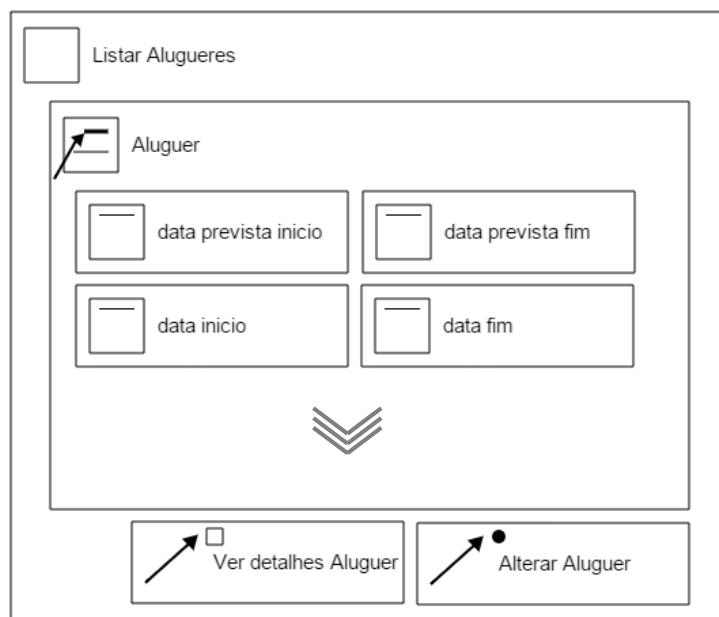 Listar Alugueres
Aluguer
data prevista inicio
data prevista fim
data inicio
data fim
Ver detalhes Aluguer
Alterar Aluguer